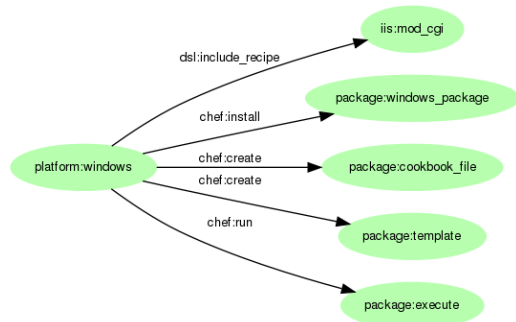 iis:mod_cgi
dsl:include_recipe
package:windows_package
chef:install
platform:windows
chef:create
package:cookbook_file
chef:create
package:template
chef:run
package:execute